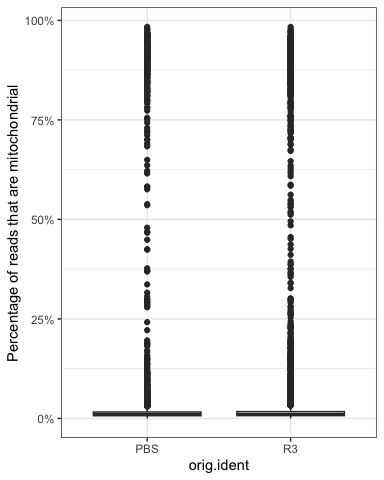 Percentage of reads that are mitochondrial
100%
75%
50%
25%
0%
PBS R3
orig.ident